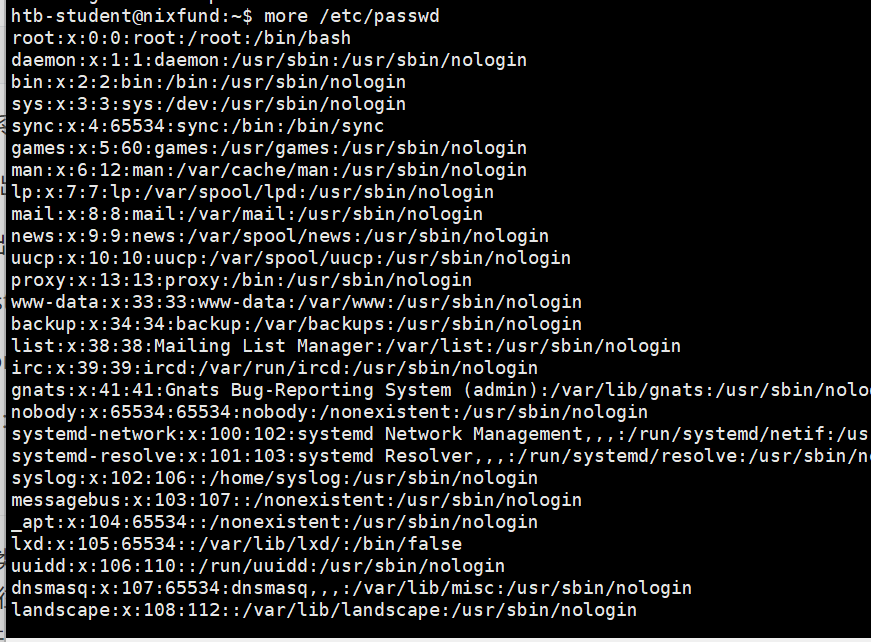 htb-student@nixfund:~$ more /etc/passwd
root:x:0:0:root:/root:/bin/bash
daemon:x:1:1:daemon:/usr/sbin:/usr/sbin/nologin
bin:x:2:2:bin:/bin:/usr/sbin/nologin
sys:x:3:3:sys:/dev:/usr/sbin/nologin
sync:x:4:65534:sync:/bin:/bin/sync
games:x:5:60:games:/usr/games:/usr/sbin/nologin
man:x:6:12:man:/var/cache/man:/usr/sbin/nologin
lp:x:7:7:lp:/var/spool/lpd:/usr/sbin/nologin
mail:x:8:8:mail:/var/mail:/usr/sbin/nologin
news:x:9:9:news:/var/spool/news:/usr/sbin/nologin
uucp:x:10:10:uucp:/var/spool/uucp:/usr/sbin/nologin
proxy:x:13:13:proxy:/bin:/usr/sbin/nologin
www-data:x:33:33:www-data:/var/www:/usr/sbin/nologin
backup:x:34:34:backup:/var/backups:/usr/sbin/nologin
list:x:38:38:Mailing List Manager:/var/list:/usr/sbin/nologin
irc:x:39:39:ircd:/var/run/ircd:/usr/sbin/nologin
gnats:x:41:41:Gnats Bug-Reporting System (admin):/var/lib/gnats:/usr/sbin/nolo
nobody:x:65534:65534:nobody:/nonexistent:/usr/sbin/nologin
systemd-network:x:100:102:systemd Network Management,,,:/run/systemd/netif:/us
systemd-resolve:x:101:103:systemd Resolver,,,:/run/systemd/resolve:/usr/sbin/n
syslog:x:102:106::/home/syslog:/usr/sbin/nologin
messagebus:x:103:107::/nonexistent:/usr/sbin/nologin
_apt:x:104:65534::/nonexistent:/usr/sbin/nologin
lxd:x:105:65534::/var/lib/lxd/:/bin/false
uuidd:x:106:110::/run/uuidd:/usr/sbin/nologin
dnsmasq:x:107:65534:dnsmasq,,,:/var/lib/misc:/usr/sbin/nologin
landscape:x:108:112::/var/lib/landscape:/usr/sbin/nologin